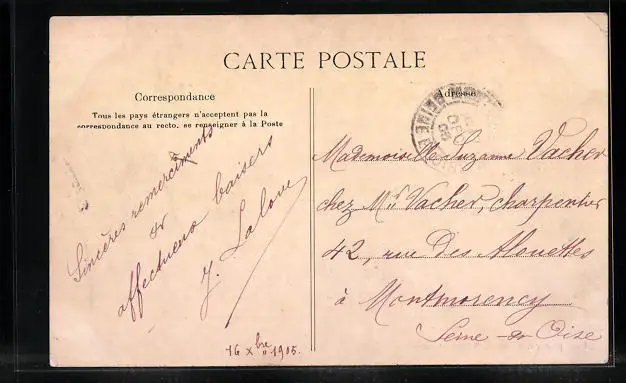 CARTE POSTALE
Correspondance
Tous les pays étrangers n'acceptent pas la
correspondance au recto, se renseigner à la Poste
Sincères remerciments
et
affectueux baisers
J. Lalove
16 Xbre 1905.
Adresse
Mademoiselle Suzanne Vacher
chez Mr Vacher, charpentier
42, rue des Alouettes
à Montmorency
Seine-et-Oise